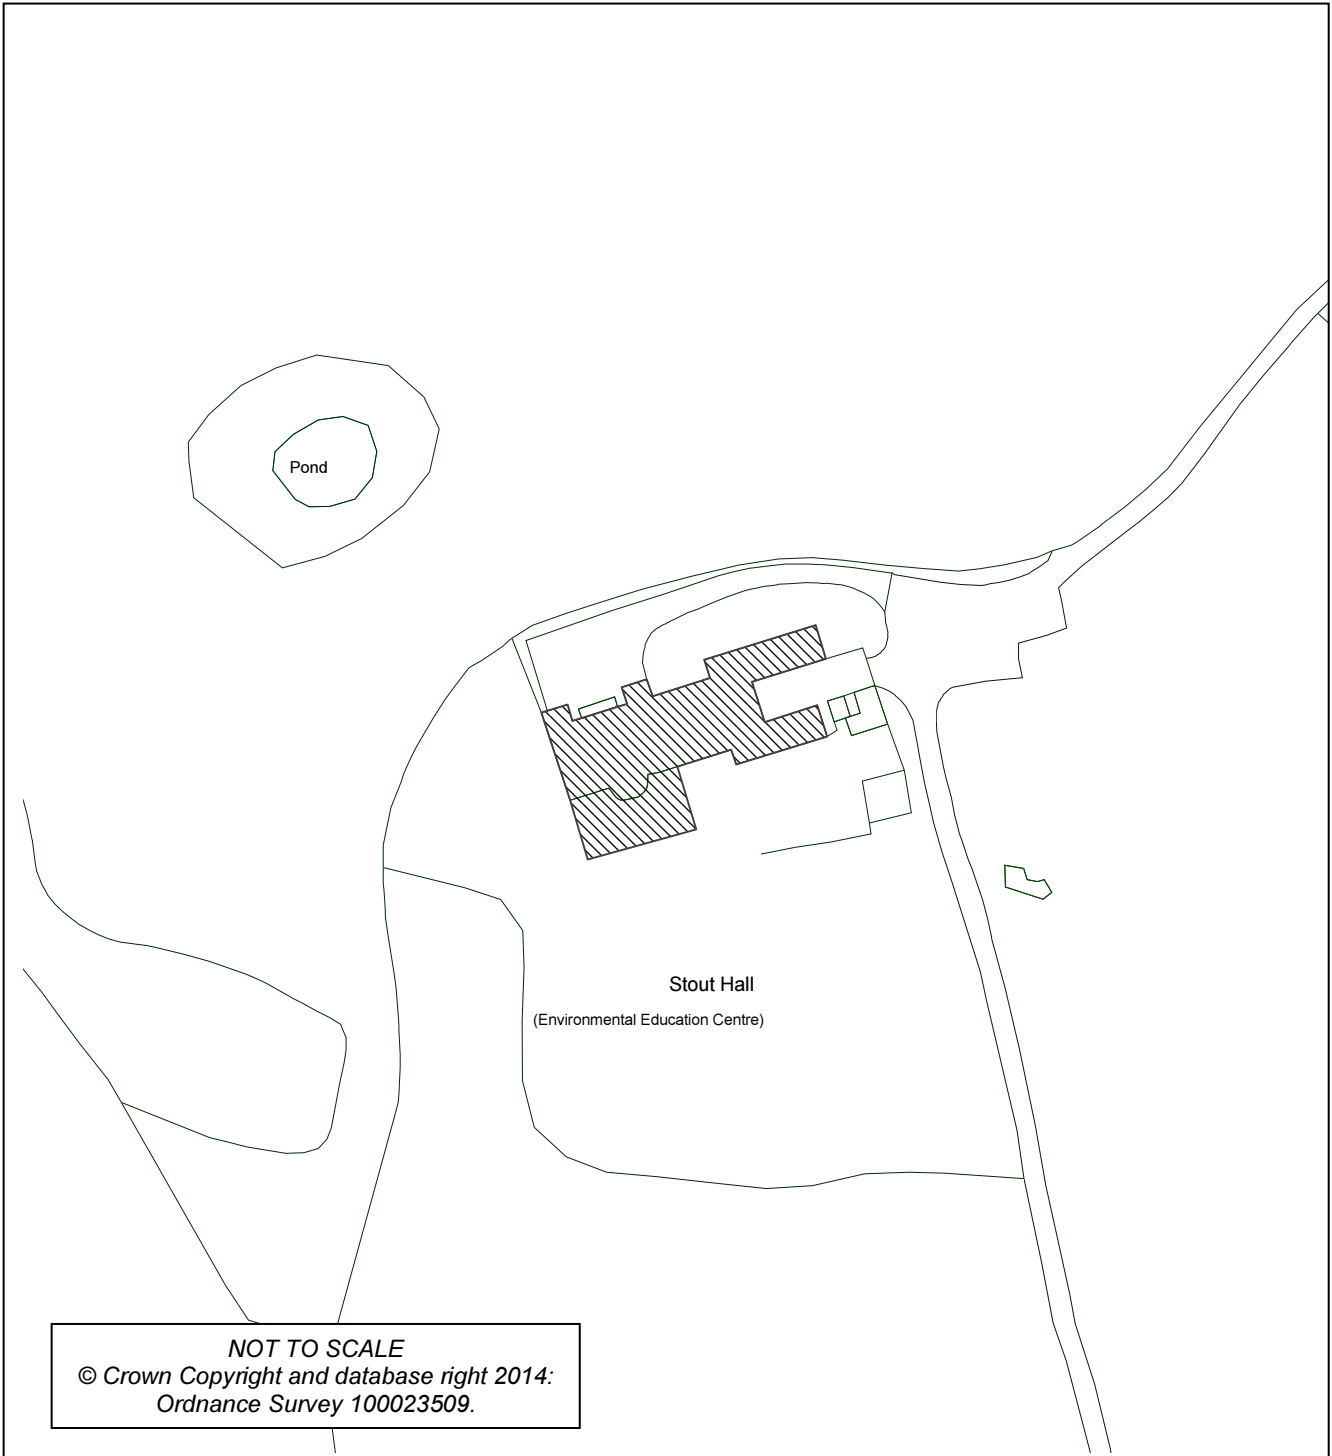 Pond
Stout Hall
(Environmental Education Centre)
NOT TO SCALE
© Crown Copyright and database right 2014:
Ordnance Survey 100023509.